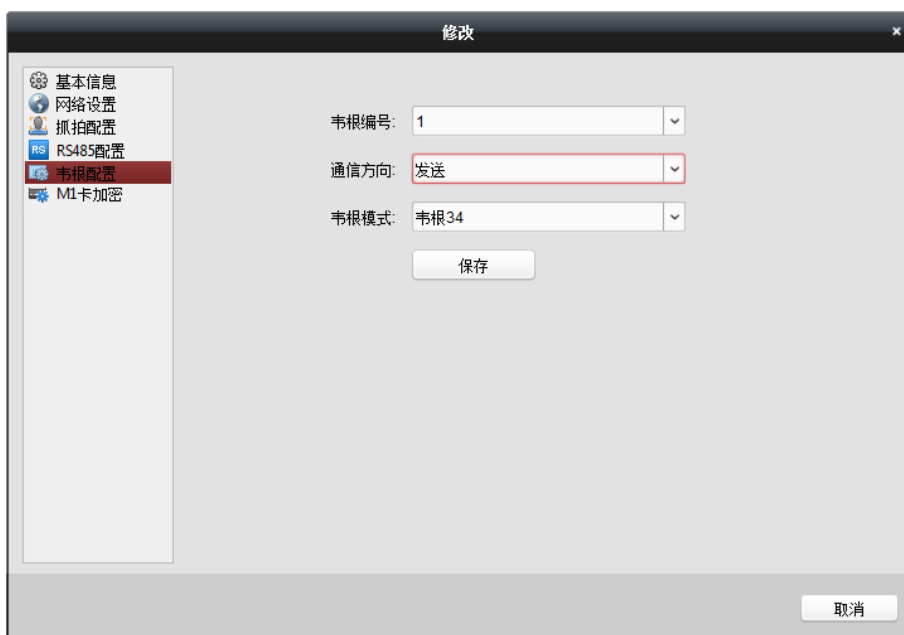 修改
基本信息
网络设置
抓拍配置
RS RS485配置
韦根配置
M1卡加密
韦根编号: 1
通信方向: 发送
韦根模式: 韦根34
保存
取消